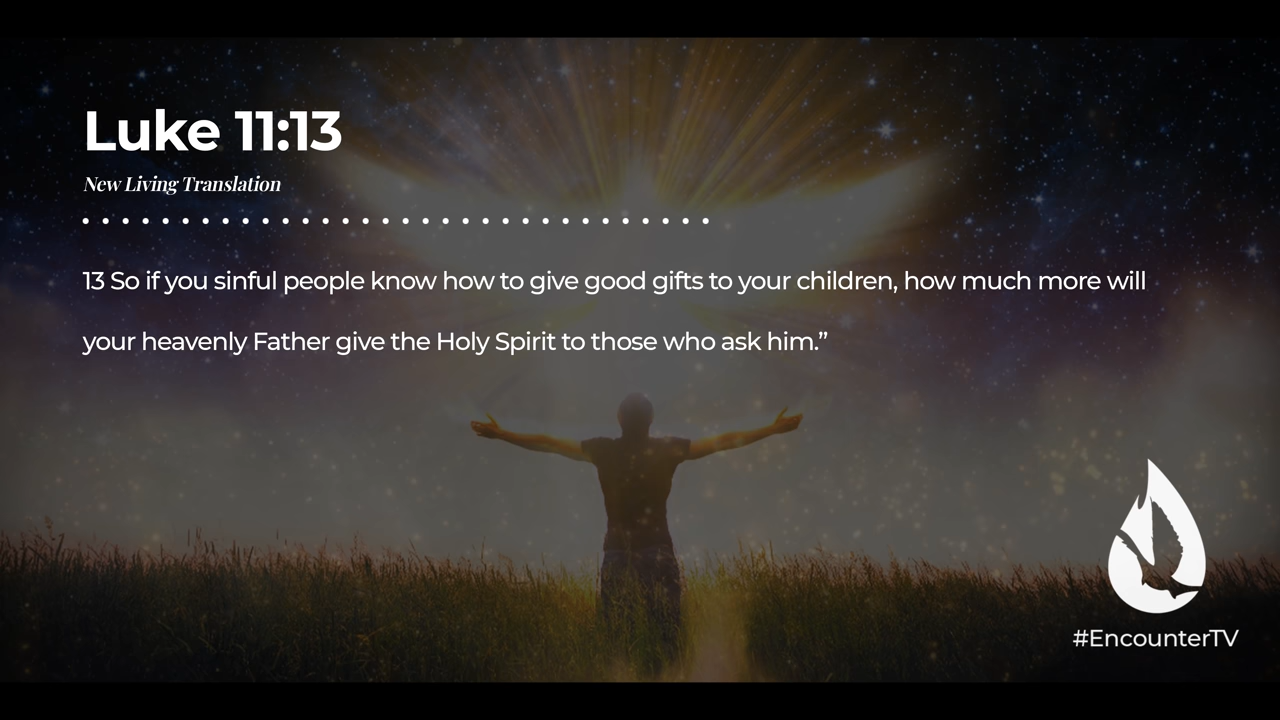 Luke 11:13
New Living Translation
13 So if you sinful people know how to give good gifts to your children, how much more will
your heavenly Father give the Holy Spirit to those who ask him.”
#EncounterTV